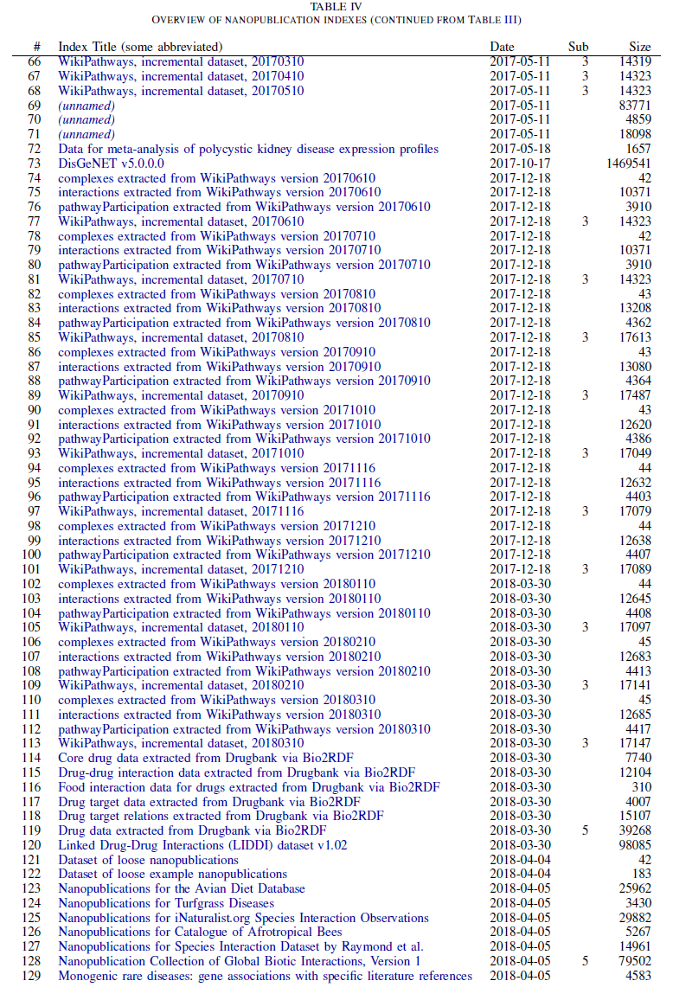 TABLE IV
OVERVIEW OF NANOPUBLICATION INDEXES (CONTINUED FROM TABLE III)
# Index Title (some abbreviated) Date Sub Size
66 WikiPathways, incremental dataset, 20170310 2017-05-11 3 14319
67 WikiPathways, incremental dataset, 20170410 2017-05-11 3 14323
68 WikiPathways, incremental dataset, 20170510 2017-05-11 3 14323
69 (unnamed) 2017-05-11 83771
70 (unnamed) 2017-05-11 4859
71 (unnamed) 2017-05-11 18098
72 Data for meta-analysis of polycystic kidney disease expression profiles 2017-05-18 1657
73 DisGeNET v5.0.0.0 2017-10-17 1469541
74 complexes extracted from WikiPathways version 20170610 2017-12-18 42
75 interactions extracted from WikiPathways version 20170610 2017-12-18 10371
76 pathwayParticipation extracted from WikiPathways version 20170610 2017-12-18 3910
77 WikiPathways, incremental dataset, 20170610 2017-12-18 3 14323
78 complexes extracted from WikiPathways version 20170710 2017-12-18 42
79 interactions extracted from WikiPathways version 20170710 2017-12-18 10371
80 pathwayParticipation extracted from WikiPathways version 20170710 2017-12-18 3910
81 WikiPathways, incremental dataset, 20170710 2017-12-18 3 14323
82 complexes extracted from WikiPathways version 20170810 2017-12-18 43
83 interactions extracted from WikiPathways version 20170810 2017-12-18 13208
84 pathwayParticipation extracted from WikiPathways version 20170810 2017-12-18 4362
85 WikiPathways, incremental dataset, 20170810 2017-12-18 3 17613
86 complexes extracted from WikiPathways version 20170910 2017-12-18 43
87 interactions extracted from WikiPathways version 20170910 2017-12-18 13080
88 pathwayParticipation extracted from WikiPathways version 20170910 2017-12-18 4364
89 WikiPathways, incremental dataset, 20170910 2017-12-18 3 17487
90 complexes extracted from WikiPathways version 20171010 2017-12-18 43
91 interactions extracted from WikiPathways version 20171010 2017-12-18 12620
92 pathwayParticipation extracted from WikiPathways version 20171010 2017-12-18 4386
93 WikiPathways, incremental dataset, 20171010 2017-12-18 3 17049
94 complexes extracted from WikiPathways version 20171116 2017-12-18 44
95 interactions extracted from WikiPathways version 20171116 2017-12-18 12632
96 pathwayParticipation extracted from WikiPathways version 20171116 2017-12-18 4403
97 WikiPathways, incremental dataset, 20171116 2017-12-18 3 17079
98 complexes extracted from WikiPathways version 20171210 2017-12-18 44
99 interactions extracted from WikiPathways version 20171210 2017-12-18 12638
100 pathwayParticipation extracted from WikiPathways version 20171210 2017-12-18 4407
101 WikiPathways, incremental dataset, 20171210 2017-12-18 3 17089
102 complexes extracted from WikiPathways version 20180110 2018-03-30 44
103 interactions extracted from WikiPathways version 20180110 2018-03-30 12645
104 pathwayParticipation extracted from WikiPathways version 20180110 2018-03-30 4408
105 WikiPathways, incremental dataset, 20180110 2018-03-30 3 17097
106 complexes extracted from WikiPathways version 20180210 2018-03-30 45
107 interactions extracted from WikiPathways version 20180210 2018-03-30 12683
108 pathwayParticipation extracted from WikiPathways version 20180210 2018-03-30 4413
109 WikiPathways, incremental dataset, 20180210 2018-03-30 3 17141
110 complexes extracted from WikiPathways version 20180310 2018-03-30 45
111 interactions extracted from WikiPathways version 20180310 2018-03-30 12685
112 pathwayParticipation extracted from WikiPathways version 20180310 2018-03-30 4417
113 WikiPathways, incremental dataset, 20180310 2018-03-30 3 17147
114 Core drug data extracted from Drugbank via Bio2RDF 2018-03-30 7740
115 Drug-drug interaction data extracted from Drugbank via Bio2RDF 2018-03-30 12104
116 Food interaction data for drugs extracted from Drugbank via Bio2RDF 2018-03-30 310
117 Drug target data extracted from Drugbank via Bio2RDF 2018-03-30 4007
118 Drug target relations extracted from Drugbank via Bio2RDF 2018-03-30 15107
119 Drug data extracted from Drugbank via Bio2RDF 2018-03-30 5 39268
120 Linked Drug-Drug Interactions (LIDDI) dataset v1.02 2018-03-30 98085
121 Dataset of loose nanopublications 2018-04-04 42
122 Dataset of loose example nanopublications 2018-04-04 183
123 Nanopublications for the Avian Diet Database 2018-04-05 25962
124 Nanopublications for Turfgrass Diseases 2018-04-05 3430
125 Nanopublications for iNaturalist.org Species Interaction Observations 2018-04-05 29882
126 Nanopublications for Catalogue of Afrotropical Bees 2018-04-05 5267
127 Nanopublications for Species Interaction Dataset by Raymond et al. 2018-04-05 14961
128 Nanopublication Collection of Global Biotic Interactions, Version 1 2018-04-05 5 79502
129 Monogenic rare diseases: gene associations with specific literature references 2018-04-05 4583